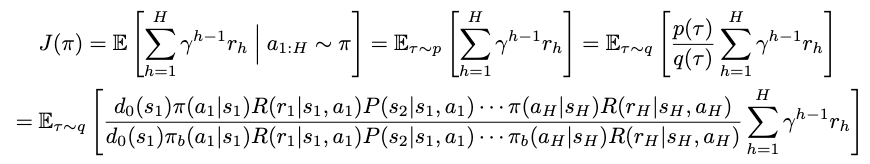 J(π) = 𝔼[∑_{h=1}^{H} γ^{h−1}r_h | a_{1:H} ∼ π] = 𝔼_{τ∼p}[∑_{h=1}^{H} γ^{h−1}r_h] = 𝔼_{τ∼q}[\frac{p(τ)}{q(τ)} ∑_{h=1}^{H} γ^{h−1}r_h]
= 𝔼_{τ∼q}[\frac{d_0(s_1)π(a_1|s_1)R(r_1|s_1, a_1)P(s_2|s_1, a_1) ⋯ π(a_H|s_H)R(r_H|s_H, a_H)}{d_0(s_1)π_b(a_1|s_1)R(r_1|s_1, a_1)P(s_2|s_1, a_1) ⋯ π_b(a_H|s_H)R(r_H|s_H, a_H)} ∑_{h=1}^{H} γ^{h−1}r_h]